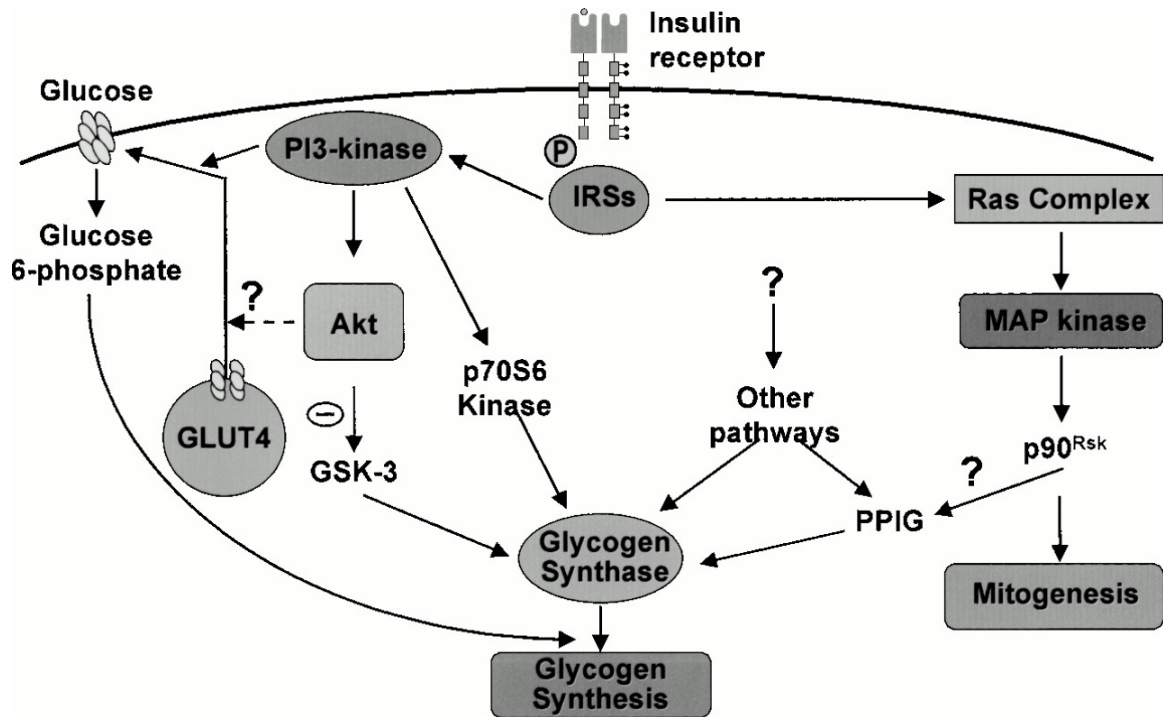 Insulin
receptor
Glucose
PI3-kinase
P
IRSs
Ras Complex
Glucose
6-phosphate
?
Akt
?
MAP kinase
p70S6
Kinase
Other
pathways
−
GLUT4
GSK-3
p90Rsk
?
PPIG
Glycogen
Synthase
Mitogenesis
Glycogen
Synthesis